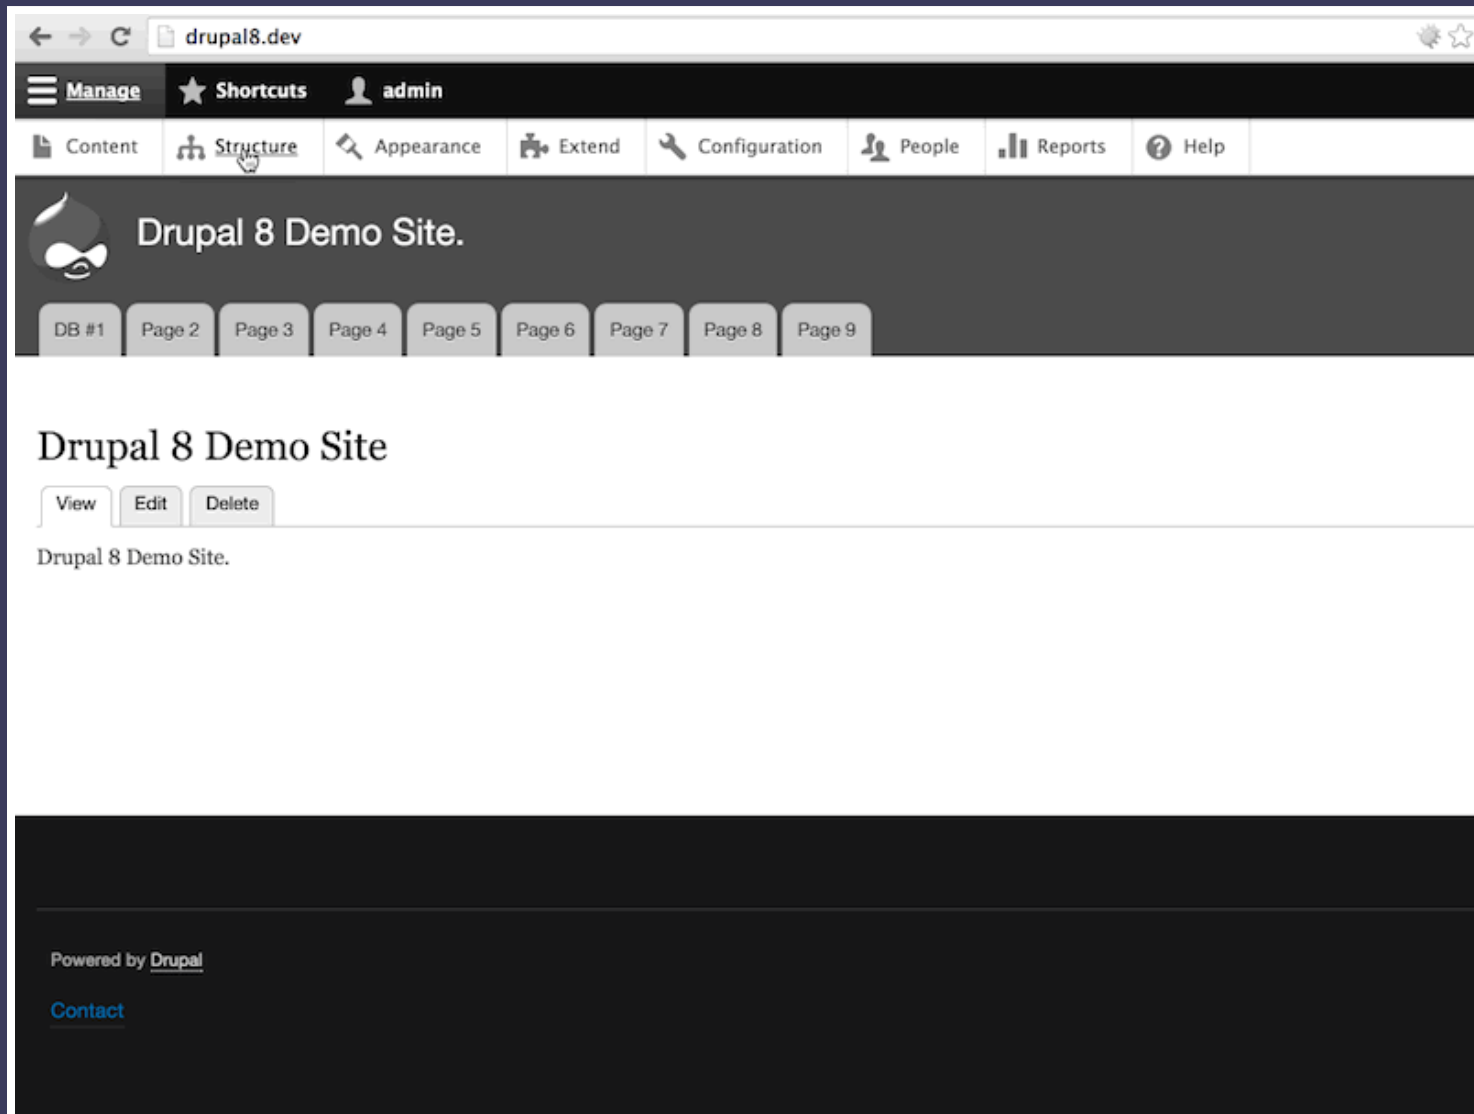 drupal8.dev
Manage Shortcuts admin
Content Structure Appearance Extend Configuration People Reports Help
Drupal 8 Demo Site.
DB #1 Page 2 Page 3 Page 4 Page 5 Page 6 Page 7 Page 8 Page 9
Drupal 8 Demo Site
View Edit Delete
Drupal 8 Demo Site.
Powered by Drupal
Contact